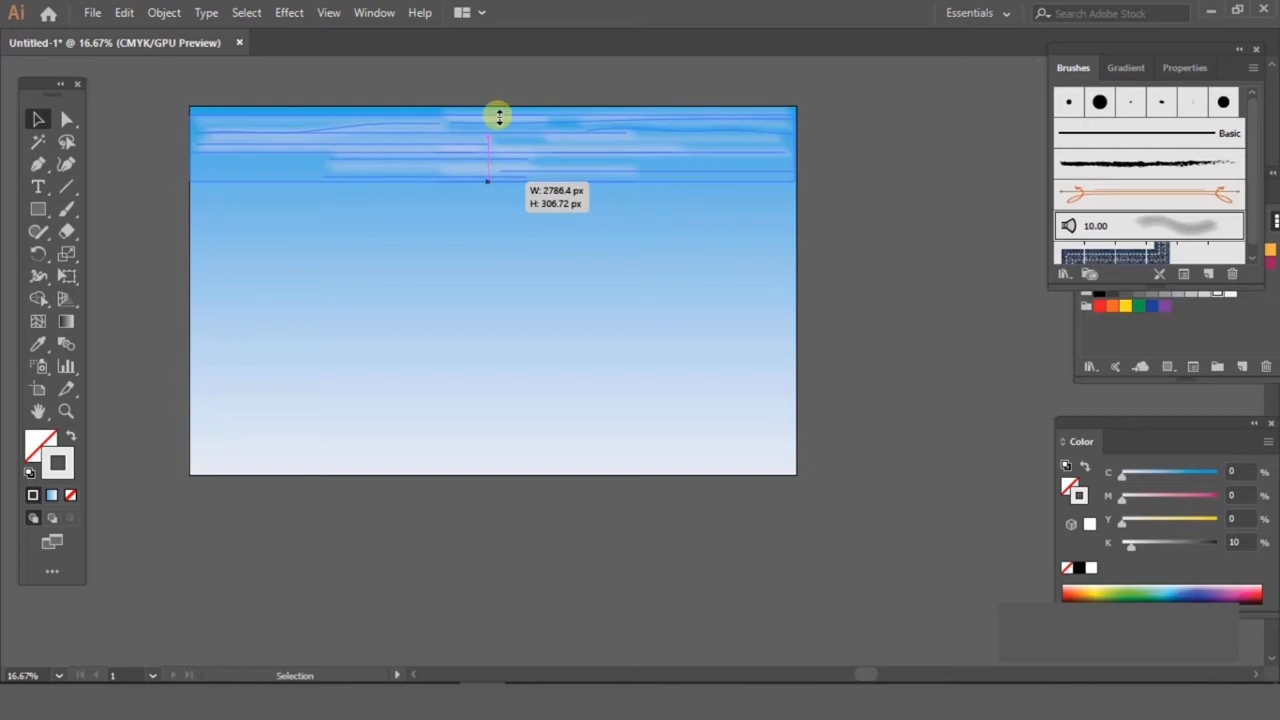 Ai
File Edit Object Type Select Effect View Window Help
Essentials
Search Adobe Stock
Untitled-1* @ 16.67% (CMYK/GPU Preview)
Brushes Gradient Properties
Basic
10.00
W: 2786.4 px
H: 306.72 px
Color
C 0 %
M 0 %
Y 0 %
K 10 %
16.67% 1 Selection